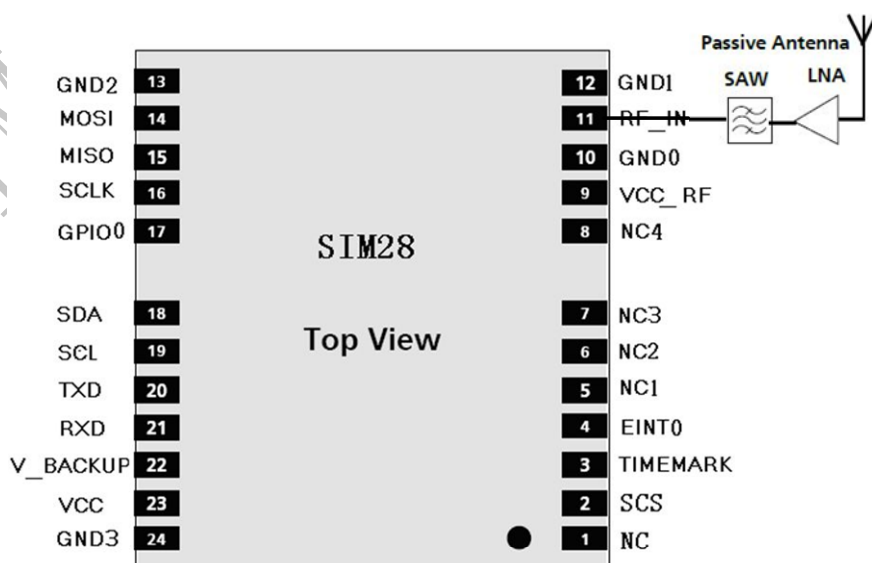 Passive Antenna
SAW LNA
GND2 13 12 GND1
MOSI 14 11 RF_IN
MISO 15 10 GND0
SCLK 16 9 VCC_RF
GPIO0 17 8 NC4
SIM28
SDA 18 7 NC3
Top View
SCL 19 6 NC2
TXD 20 5 NC1
RXD 21 4 EINT0
V_BACKUP 22 3 TIMEMARK
VCC 23 2 SCS
GND3 24 1 NC